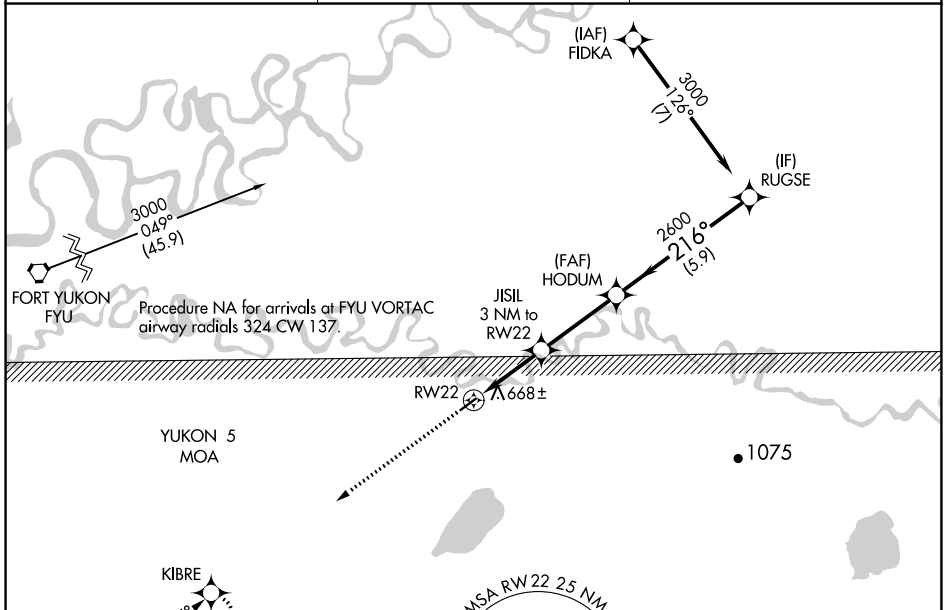 (IAF)
FIDKA
3000
126°
(7)
(IF)
RUGSE
3000
049°
(45.9)
2600
216°
(5.9)
(FAF)
HODUM
FORT YUKON
FYU
Procedure NA for arrivals at FYU VORTAC
airway radials 324 CW 137.
JISIL
3 NM to
RW22
RW22
668±
YUKON 5
MOA
1075
KIBRE
MSA RW22 25 NM